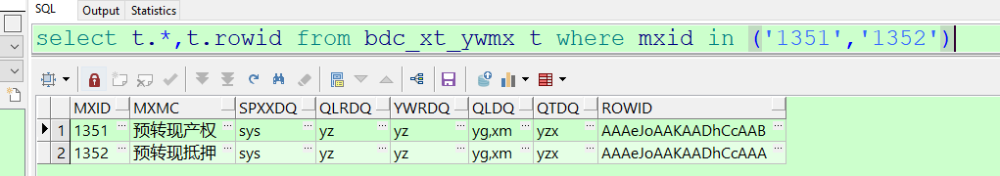 SQL Output Statistics
select t.*,t.rowid from bdc_xt_ywmx t where mxid in ('1351','1352')
MXID MXMC SPXXDQ QLRDQ YWRDQ QLDQ QTDQ ROWID
1 1351 预转现产权 sys yz yz yg,xm yzx AAAeJoAAKAADhCcAAB
2 1352 预转现抵押 sys yz yz yg,xm yzx AAAeJoAAKAADhCcAAA